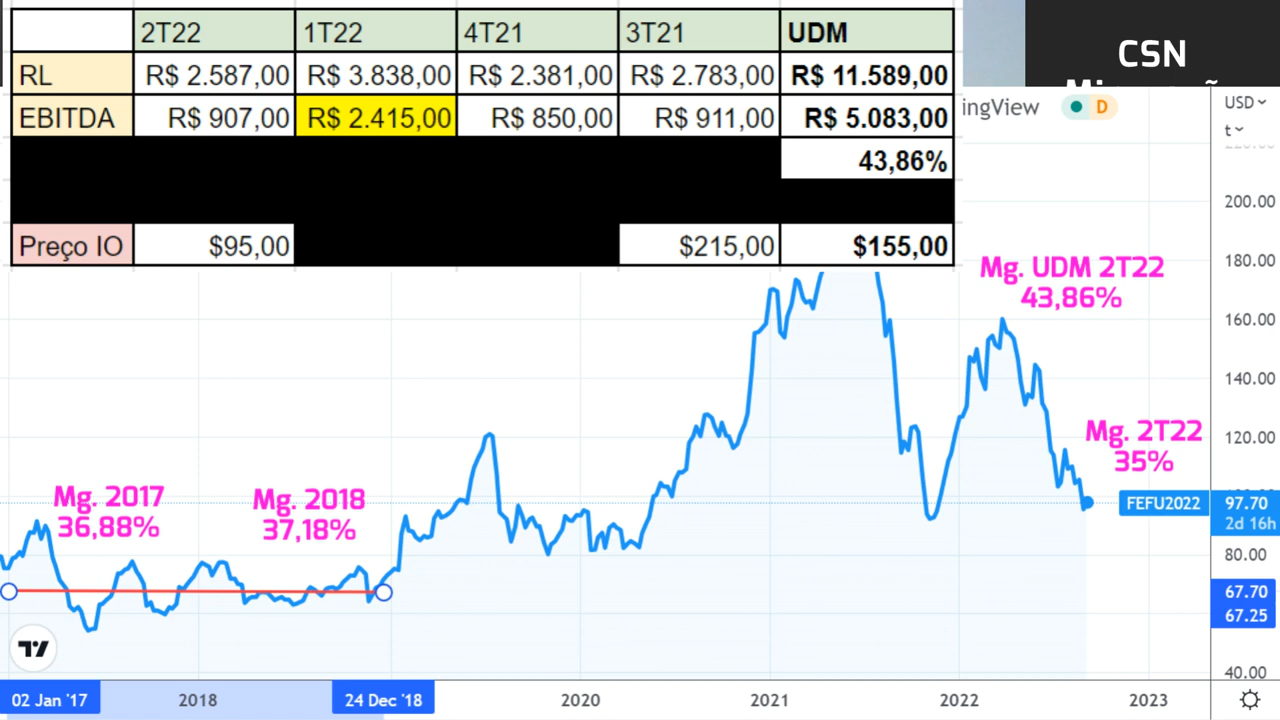 2T22 1T22 4T21 3T21 UDM
RL R$ 2.587,00 R$ 3.838,00 R$ 2.381,00 R$ 2.783,00 R$ 11.589,00
EBITDA R$ 907,00 R$ 2.415,00 R$ 850,00 R$ 911,00 R$ 5.083,00
43,86%
Preço IO $95,00 $215,00 $155,00
CSN
ingView D
USD
t
200.00
180.00
160.00
140.00
120.00
80.00
40.00
Mg. UDM 2T22
43,86%
Mg. 2T22
35%
Mg. 2017
36,88%
Mg. 2018
37,18%
FEFU2022 97.70
2d 16h
67.70
67.25
02 Jan '17 2018 24 Dec '18 2020 2021 2022 2023